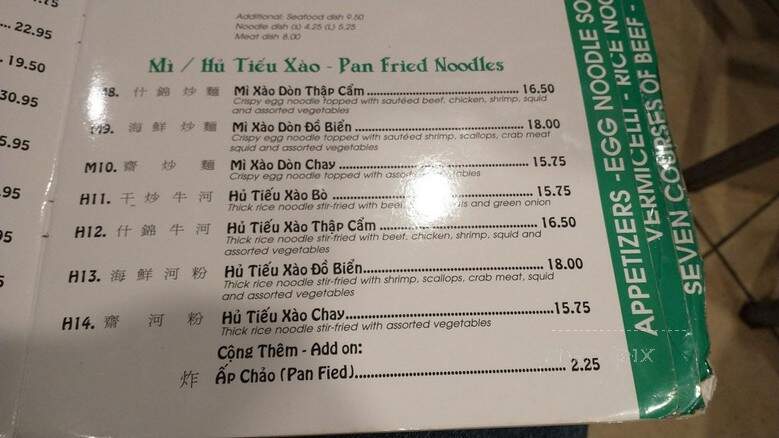 22.95
19.50
30.95
5.95
.95
.95
Additional: Seafood dish 9.50
Noodle dish (s) 4.25 (L) 5.25
Meat dish 8.00
Mì / Hủ Tiếu Xào - Pan Fried Noodles
M8. 什錦炒麵 Mì Xào Dòn Thập Cẩm 16.50
Crispy egg noodle topped with sautéed beef, chicken, shrimp, squid
and assorted vegetables
M9. 海鮮炒麵 Mì Xào Dòn Đồ Biển 18.00
Crispy egg noodle topped with sautéed shrimp, scallops, crab meat
squid and assorted vegetables
M10. 齋炒麵 Mì Xào Dòn Chay 15.75
Crispy egg noodle topped with vegetables
H11. 干炒牛河 Hủ Tiếu Xào Bò 15.75
Thick rice noodle stir-fried with and green onion
H12. 什錦牛河 Hủ Tiếu Xào Thập Cẩm 16.50
Thick rice noodle stir-fried with beef, chicken, shrimp, squid and
assorted vegetables
H13. 海鮮河粉 Hủ Tiếu Xào Đồ Biển 18.00
Thick rice noodle stir-fried with shrimp, scallops, crab meat, squid
and assorted vegetables
H14. 齋河粉 Hủ Tiếu Xào Chay 15.75
Thick rice noodle stir-fried with assorted vegetables
Cộng Thêm - Add on:
炸 Ấp Chảo (Pan Fied) 2.25
APPETIZERS - EGG NOODLE SO
VERMICELLI - RICE NOO
SEVEN COURSES OF BEEF -